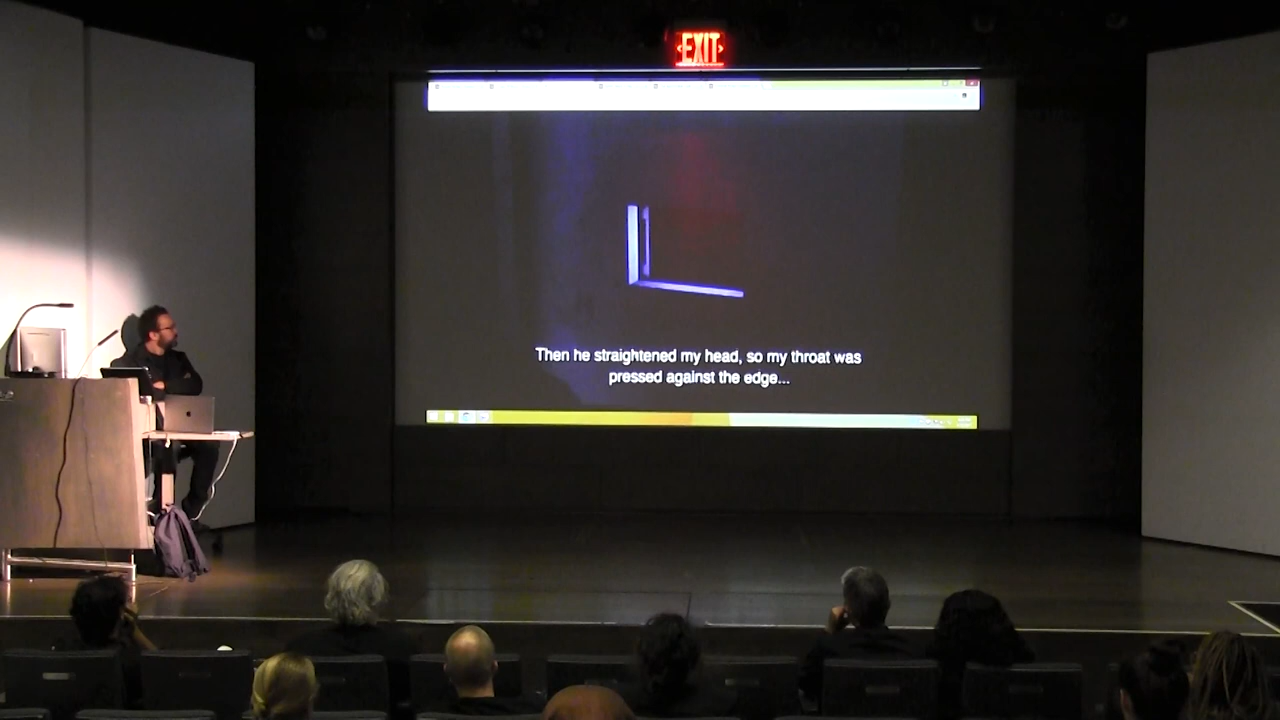 EXIT
Then he straightened my head, so my throat was
pressed against the edge...